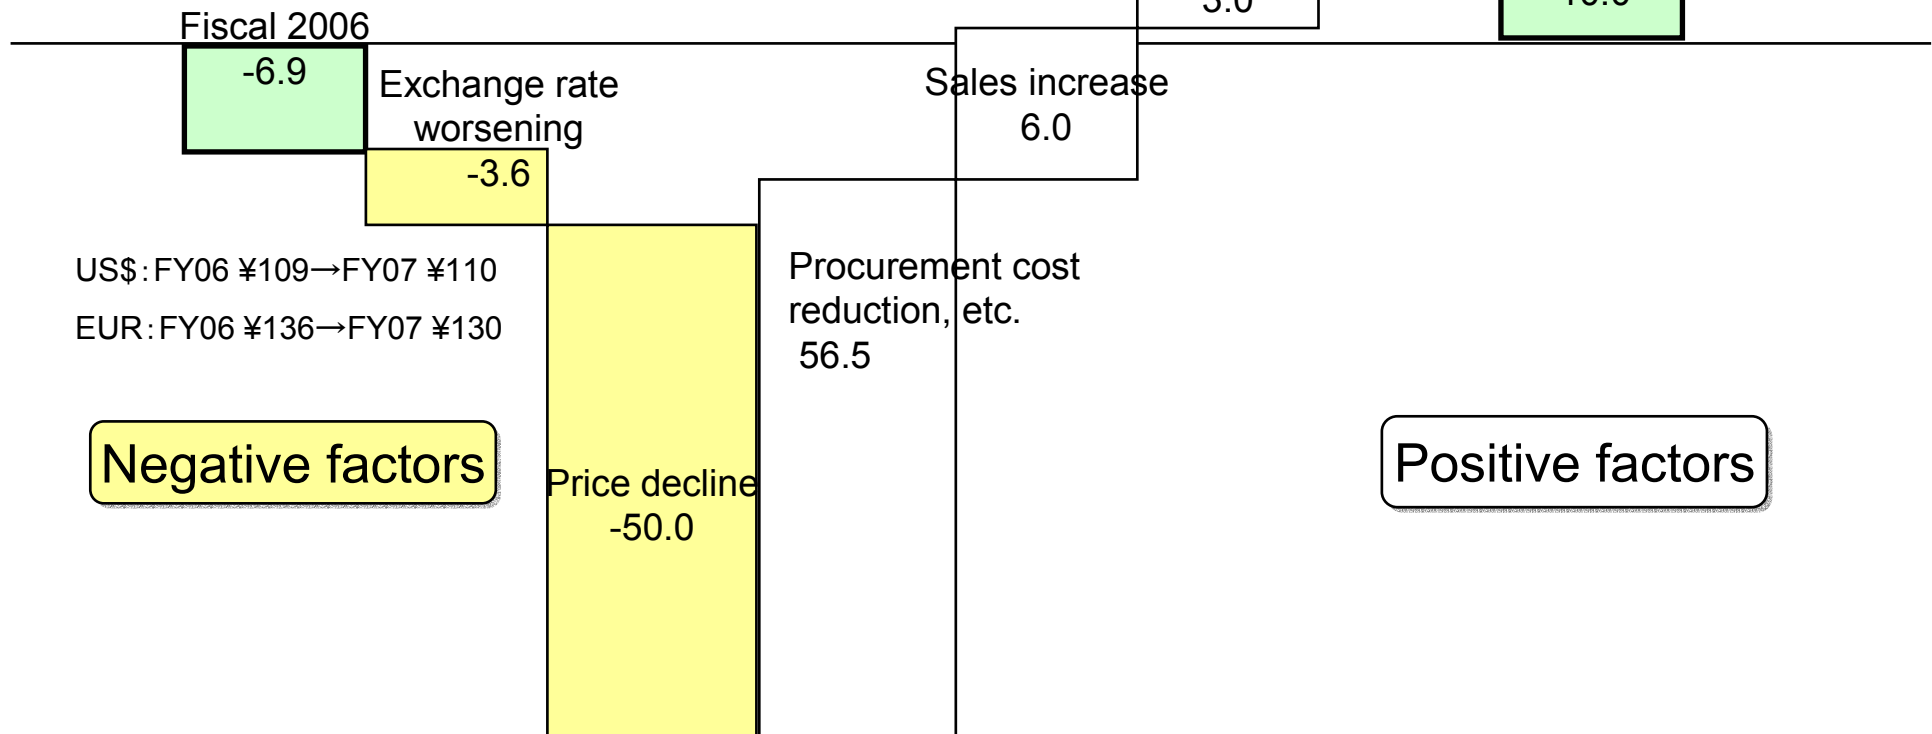 Fiscal 2006
-6.9
Exchange rate
worsening
-3.6
US$:FY06 ¥109→FY07 ¥110
EUR:FY06 ¥136→FY07 ¥130
Negative factors
Price decline
-50.0
Procurement cost
reduction, etc.
56.5
Sales increase
6.0
Positive factors